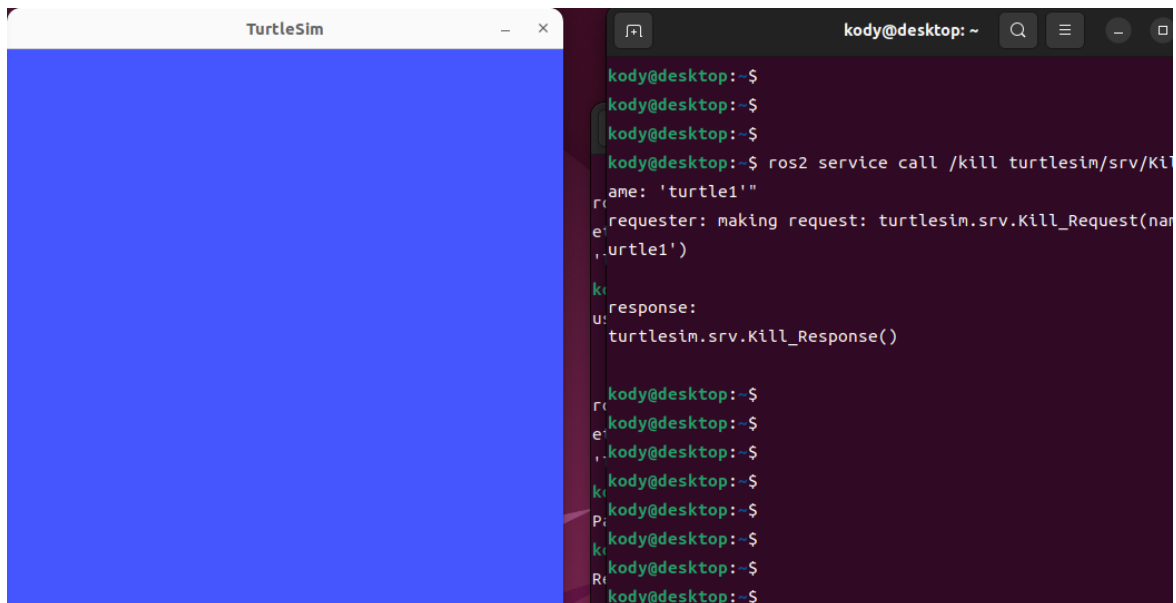 TurtleSim
kody@desktop: ~
kody@desktop:~$
kody@desktop:~$
kody@desktop:~$
kody@desktop:~$ ros2 service call /kill turtlesim/srv/Kil
ame: 'turtle1'"
requester: making request: turtlesim.srv.Kill_Request(nam
urtle1')
response:
turtlesim.srv.Kill_Response()
kody@desktop:~$
kody@desktop:~$
kody@desktop:~$
kody@desktop:~$
kody@desktop:~$
kody@desktop:~$
kody@desktop:~$
kody@desktop:~$